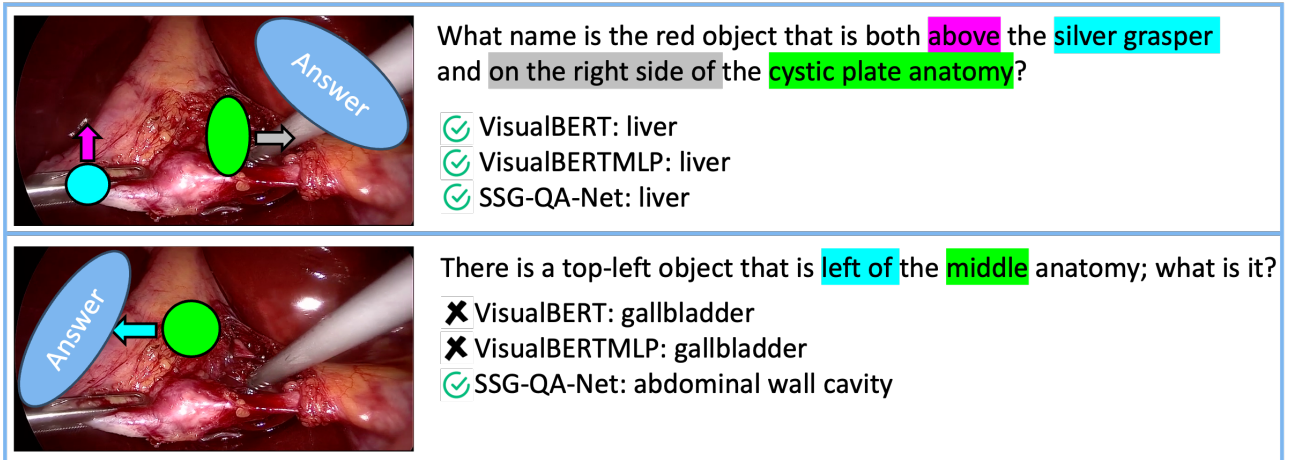 Answer
What name is the red object that is both above the silver grasper
and on the right side of the cystic plate anatomy?
VisualBERT: liver
VisualBERTMLP: liver
SSG-QA-Net: liver
Answer
There is a top-left object that is left of the middle anatomy; what is it?
VisualBERT: gallbladder
VisualBERTMLP: gallbladder
SSG-QA-Net: abdominal wall cavity